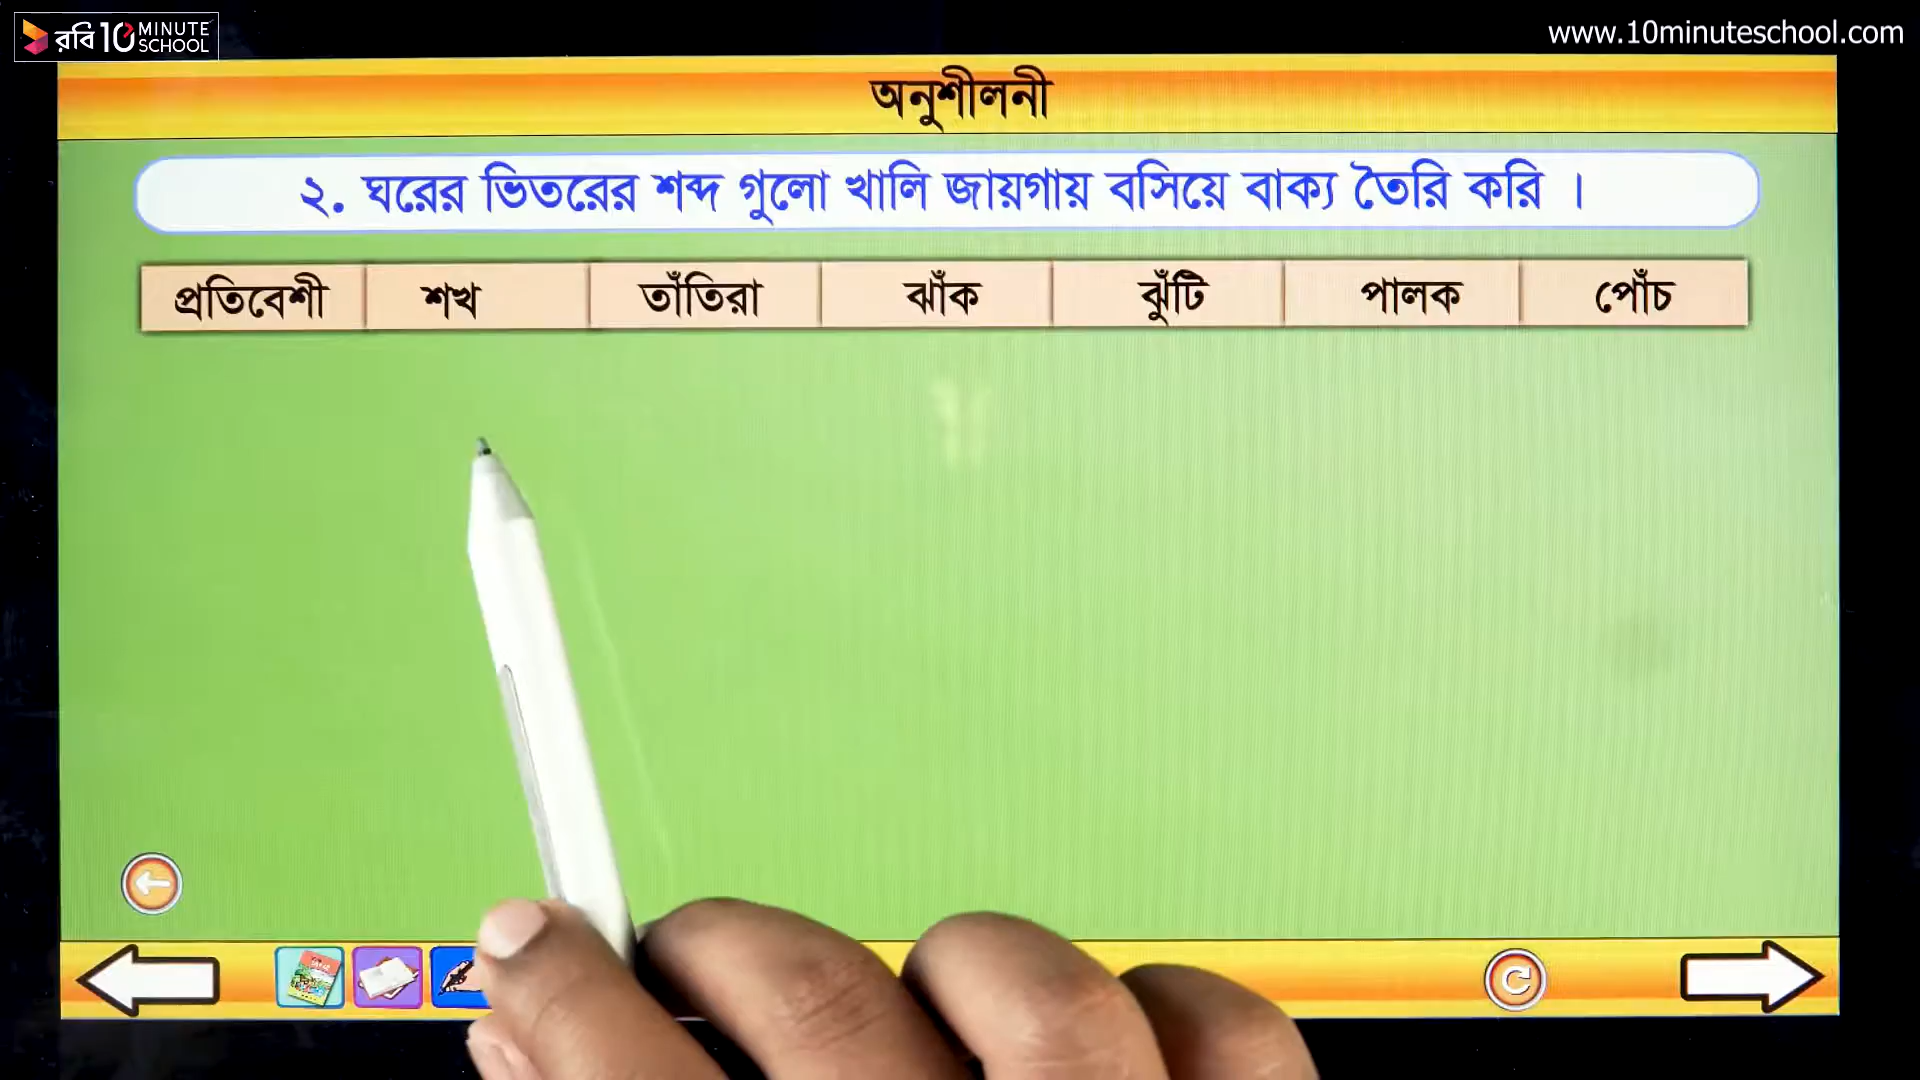 রবি 10 MINUTE SCHOOL
www.10minuteschool.com
অনুশীলনী
২. ঘরের ভিতরের শব্দ গুলো খালি জায়গায় বসিয়ে বাক্য তৈরি করি ।
প্রতিবেশী শখ তাঁতিরা ঝাঁক ঝুঁটি পালক পোঁচ